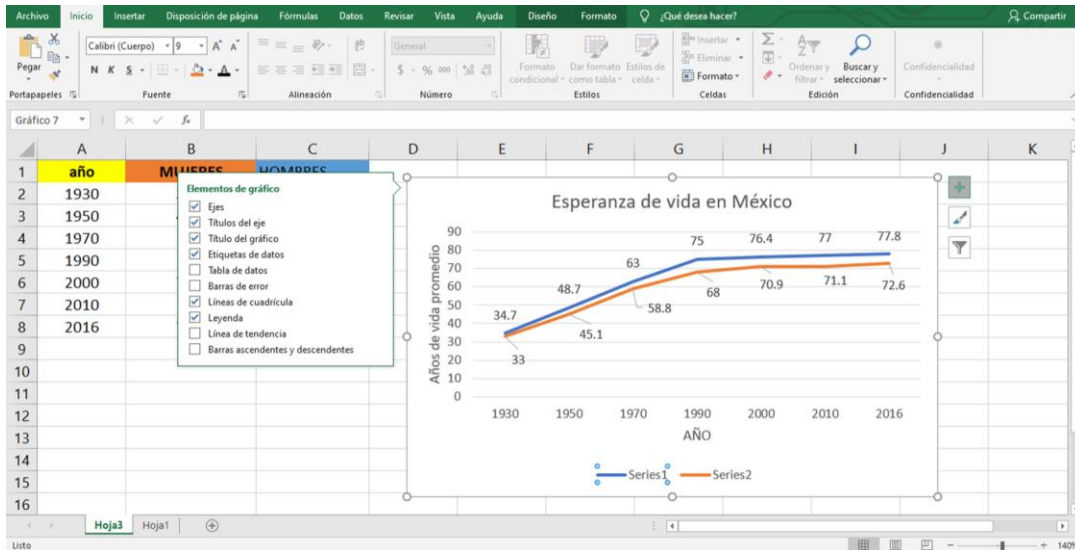 Archivo Inicio Insertar Disposición de página Fórmulas Datos Revisar Vista Ayuda Diseño Formato ¿Qué desea hacer? Compartir
Pegar
Calibri (Cuerpo) 9 A A
N K S A
General
$ % 000
Formato condicional
Dar formato como tabla
Estilos de celda
Insertar
Eliminar
Formato
Ordenar y filtrar
Buscar y seleccionar
Confidencialidad
Portapapeles Fuente Alineación Número Estilos Celdas Edición Confidencialidad
Gráfico 7 fx
A B C D E F G H I J K
1 año MUJERES HOMBRES
2 1930
3 1950
4 1970
5 1990
6 2000
7 2010
8 2016
9
10
11
12
13
14
15
16
Elementos de gráfico
Ejes
Títulos del eje
Título del gráfico
Etiquetas de datos
Tabla de datos
Barras de error
Líneas de cuadrícula
Leyenda
Línea de tendencia
Barras ascendentes y descendentes
Esperanza de vida en México
Años de vida promedio
90
80
70
60
50
40
30
20
10
0
34.7 48.7 63 75 76.4 77 77.8
33 45.1 58.8 68 70.9 71.1 72.6
1930 1950 1970 1990 2000 2010 2016
AÑO
Series1 Series2
Hoja3 Hoja1
Listo
140%